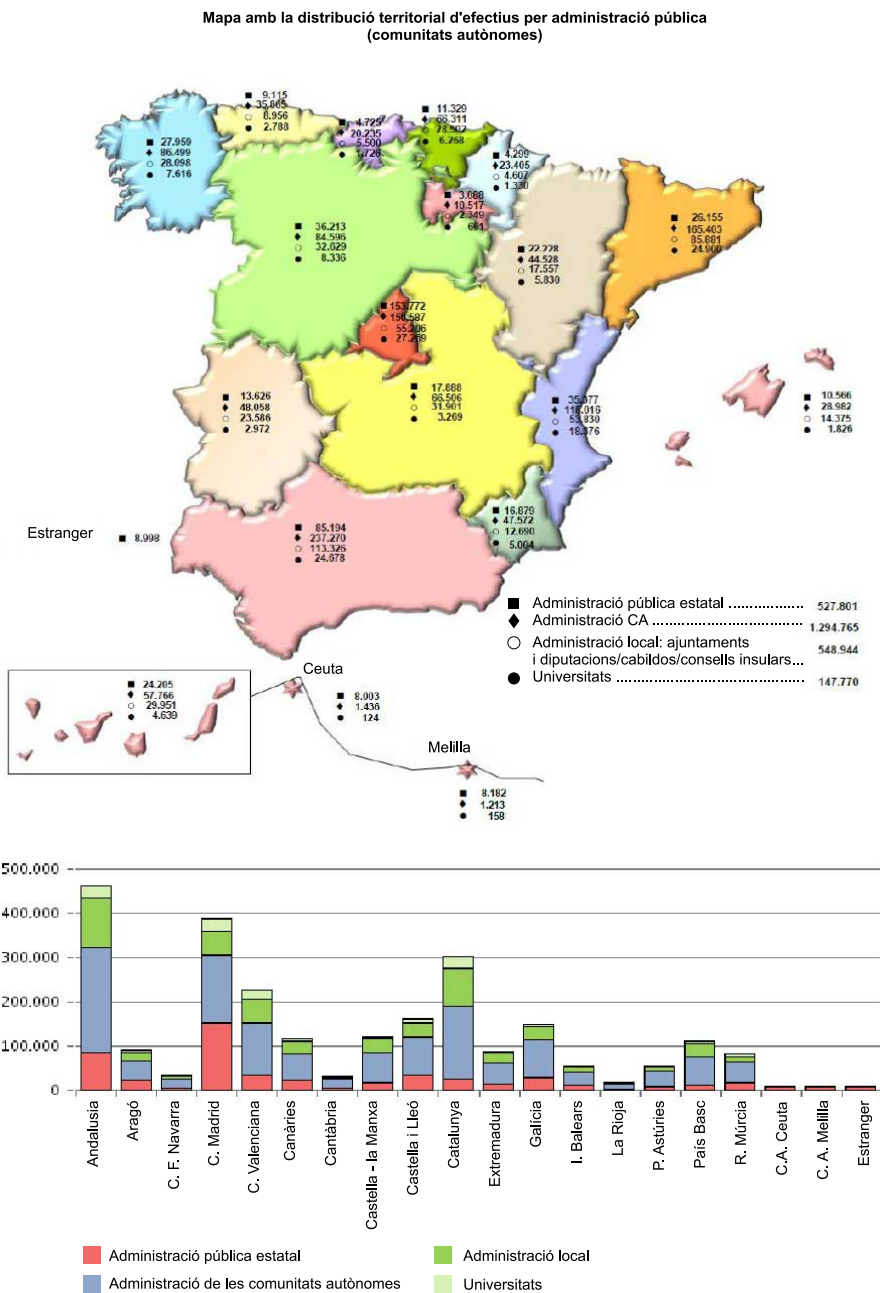 Mapa amb la distribució territorial d'efectius per administració pública
(comunitats autònomes)
■ 9.115
◆ 35.865
○ 8.956
● 2.788
■ 4.725
◆ 20.235
○ 5.500
● 1.726
■ 11.329
◆ 66.311
○ 28.502
● 6.268
■ 27.959
◆ 86.499
○ 28.098
● 7.616
■ 4.299
◆ 23.405
○ 4.607
● 1.330
■ 3.088
◆ 10.517
○ 2.349
● 661
■ 36.213
◆ 84.596
○ 32.029
● 8.336
■ 22.228
◆ 44.528
○ 17.557
● 5.830
■ 26.155
◆ 165.403
○ 85.881
● 24.900
■ 153.772
◆ 150.587
○ 55.206
● 27.269
■ 13.626
◆ 48.058
○ 23.586
● 2.972
■ 17.888
◆ 66.506
○ 31.901
● 3.269
■ 35.077
◆ 118.016
○ 53.830
● 18.376
■ 10.566
◆ 28.982
○ 14.375
● 1.826
Estranger ■ 8.998
■ 85.194
◆ 237.270
○ 113.326
● 24.678
■ 16.879
◆ 47.572
○ 12.690
● 5.004
■ Administració pública estatal .................. 527.801
◆ Administració CA .............................. 1.294.765
○ Administració local: ajuntaments
i diputacions/cabildos/consells insulars... 548.944
● Universitats ...................................... 147.770
■ 24.205
◆ 57.766
○ 29.951
● 4.639
Ceuta
■ 8.003
◆ 1.436
● 124
Melilla
■ 8.182
◆ 1.213
● 158
500.000
400.000
300.000
200.000
100.000
0
Andalusia
Aragó
C. F. Navarra
C. Madrid
C. Valenciana
Canàries
Cantàbria
Castella - la Manxa
Castella i Lleó
Catalunya
Extremadura
Galícia
I. Balears
La Rioja
P. Astúries
País Basc
R. Múrcia
C.A. Ceuta
C. A. Melilla
Estranger
Administració pública estatal
Administració local
Administració de les comunitats autònomes
Universitats